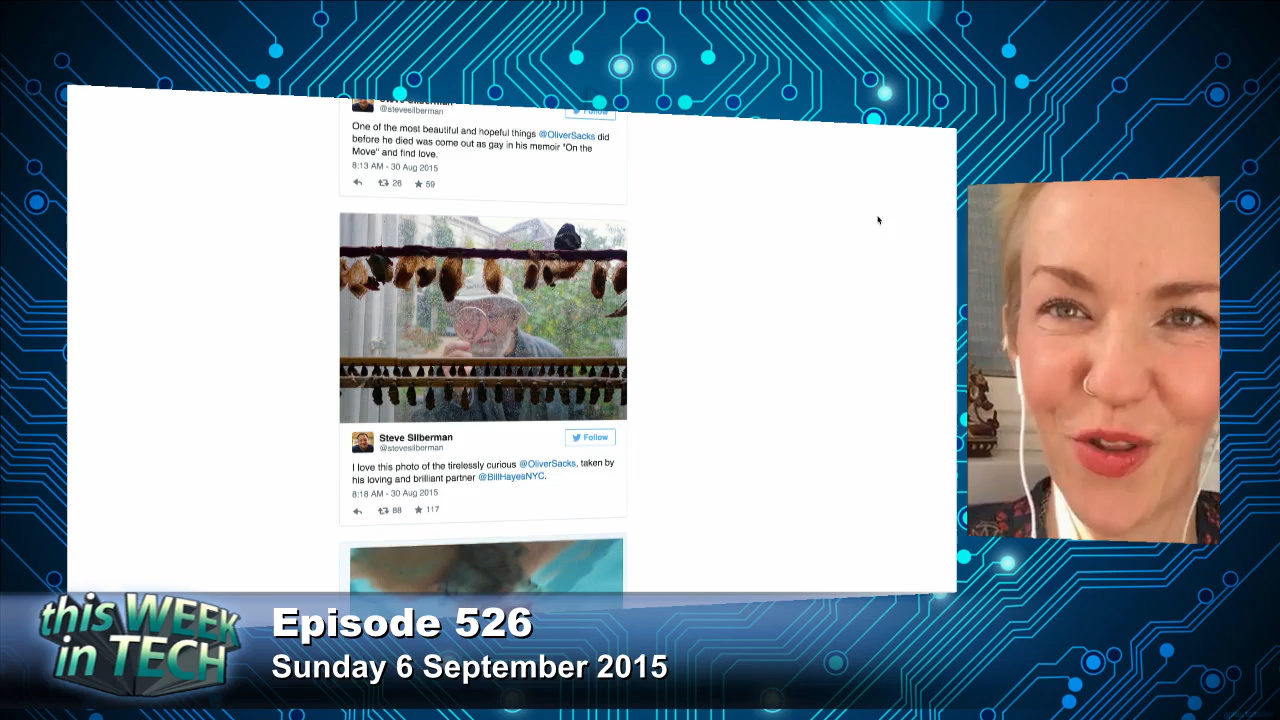 Steve Silberman
@stevesilberman
Follow
One of the most beautiful and hopeful things @OliverSacks did
before he died was come out as gay in his memoir "On the
Move" and find love.
8:13 AM - 30 Aug 2015
26 59
Steve Silberman
@stevesilberman
Follow
I love this photo of the tirelessly curious @OliverSacks, taken by
his loving and brilliant partner @BillHayesNYC.
8:18 AM - 30 Aug 2015
88 117
this WEEK
in TECH
Episode 526
Sunday 6 September 2015